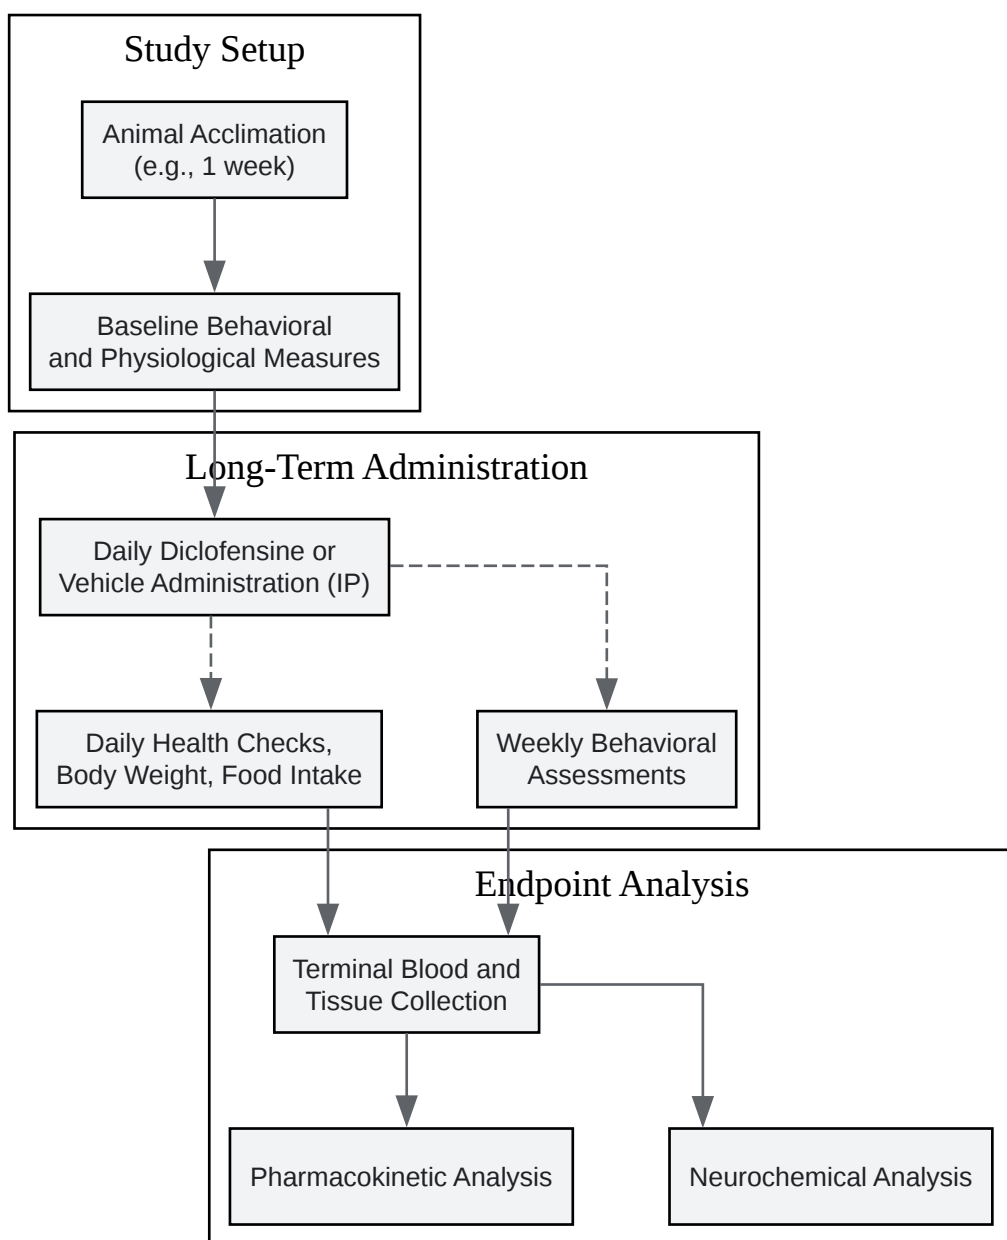 Study Setup
Animal Acclimation
(e.g., 1 week)
Baseline Behavioral
and Physiological Measures
Long-Term Administration
Daily Diclofensine or
Vehicle Administration (IP)
Daily Health Checks,
Body Weight, Food Intake
Weekly Behavioral
Assessments
Endpoint Analysis
Terminal Blood and
Tissue Collection
Pharmacokinetic Analysis
Neurochemical Analysis